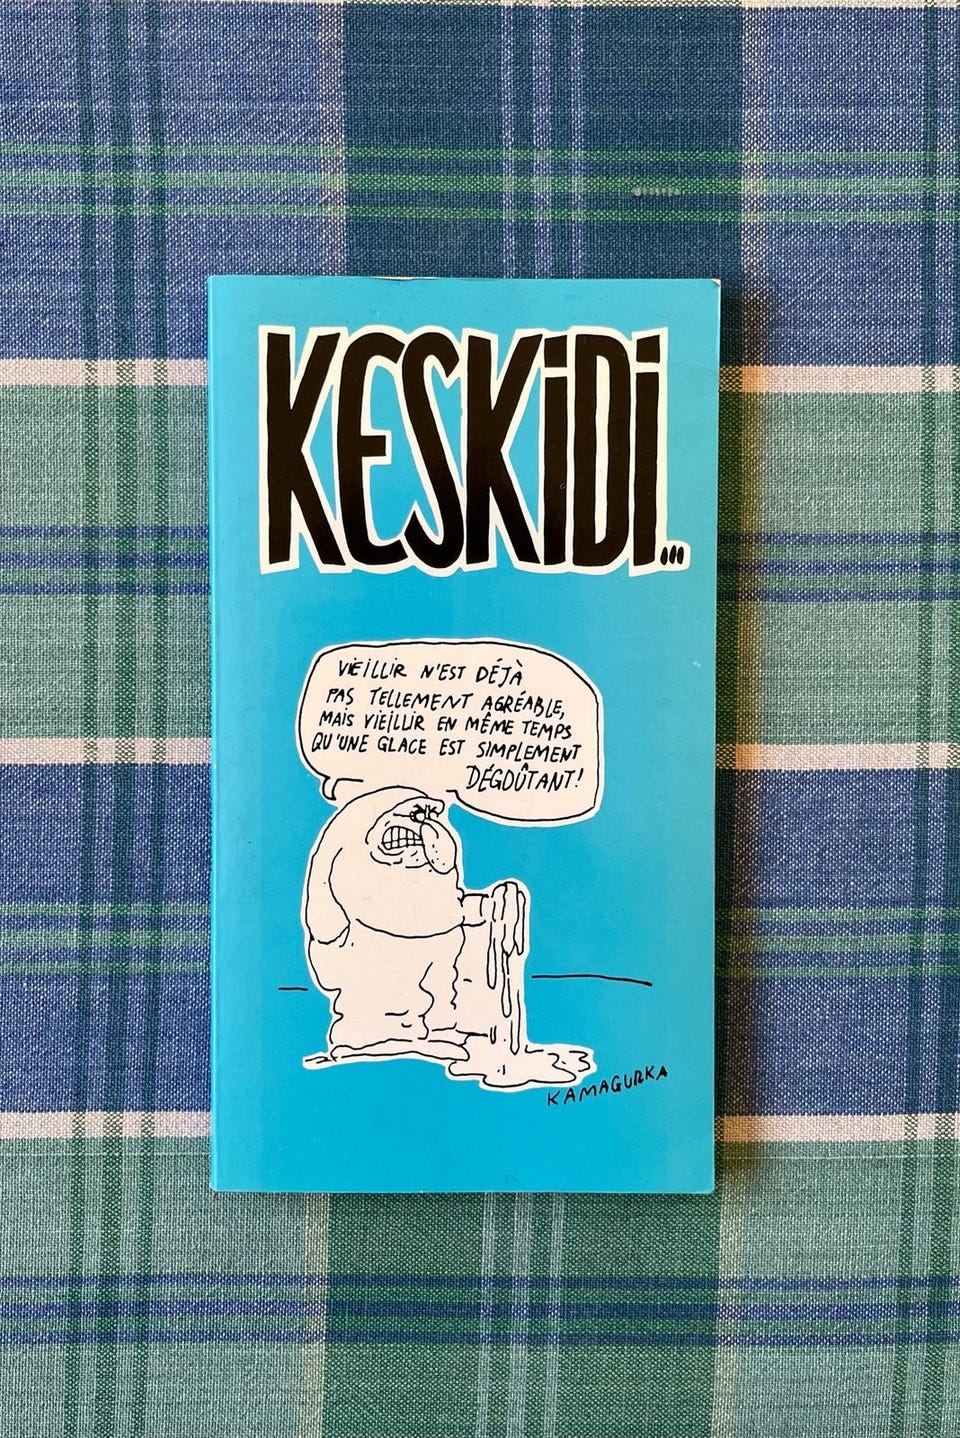 KESKiDi...
VIEILLIR N'EST DÉJÀ
PAS TELLEMENT AGRÉABLE,
MAIS VIEILLIR EN MÊME TEMPS
QU'UNE GLACE EST SIMPLEMENT
DÉGOÛTANT!
KAMAGURKA